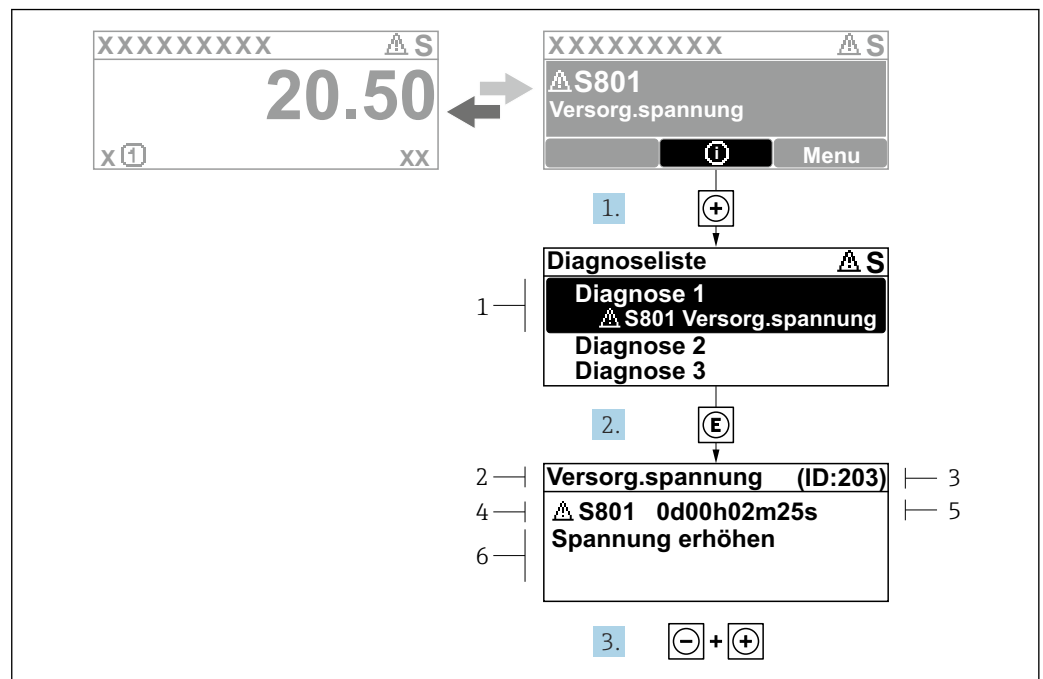 XXXXXXXXX ⚠ S
20.50
x ① xx
XXXXXXXXX ⚠ S
⚠ S801
Versorg.spannung
ⓘ Menu
1. +
Diagnoseliste ⚠ S
1
Diagnose 1
⚠ S801 Versorg.spannung
Diagnose 2
Diagnose 3
2. E
2 Versorg.spannung (ID:203) 3
4 ⚠ S801 0d00h02m25s 5
6 Spannung erhöhen
3. - + +